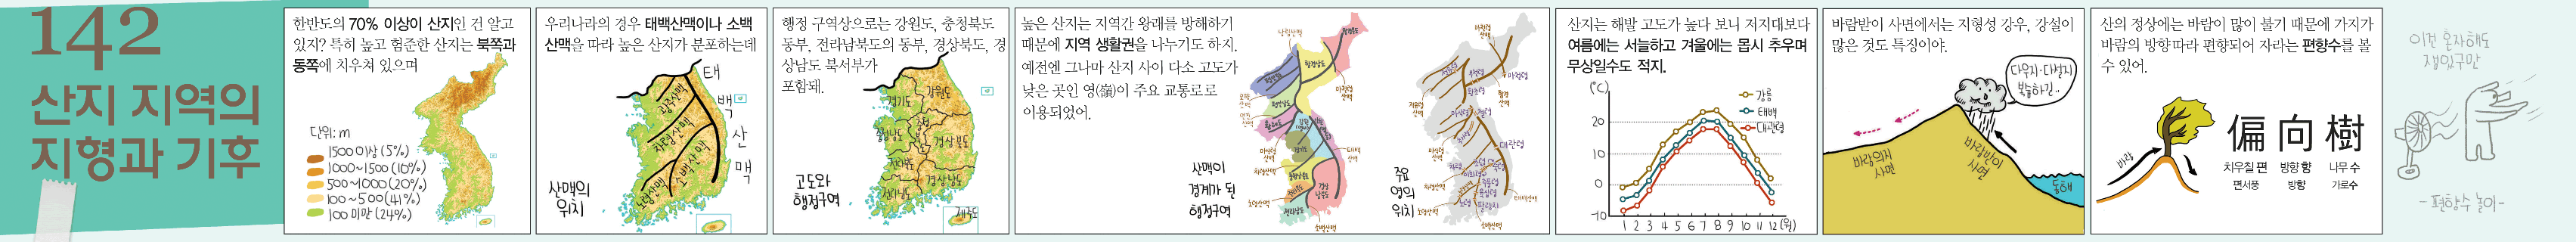 142
산지 지역의
지형과 기후
한반도의 70% 이상이 산지인 건 알고
있지? 특히 높고 험준한 산지는 북쪽과
동쪽에 치우쳐 있으며
단위: m
1500이상(5%)
1000~1500(10%)
500~1000(20%)
100~500(41%)
100미만(24%)
우리나라의 경우 태백산맥이나 소백
산맥을 따라 높은 산지가 분포하는데
태
백
산
맥
광주산맥
차령산맥
소백산맥
노령산맥
산맥의
위치
행정 구역상으로는 강원도, 충청북도
동부, 전라남북도의 동부, 경상북도, 경
상남도 북서부가
포함돼.
경기도
강원도
충청남도
경상북도
전라북도
경상남도
전라남도
제주도
고도와
행정구역
높은 산지는 지역간 왕래를 방해하기
때문에 지역 생활권을 나누기도 하지.
예전엔 그나마 산지 사이 다소 고도가
낮은 곳인 영(嶺)이 주요 교통로로
이용되었어.
산맥이
경계가 된
행정구역
주요
영의
위치
대관령
산지는 해발 고도가 높다 보니 저지대보다
여름에는 서늘하고 겨울에는 몹시 추우며
무상일수도 적지.
(℃)
강릉
태백
대관령
20
10
0
-10
1 2 3 4 5 6 7 8 9 10 11 12 (월)
바람받이 사면에서는 지형성 강우, 강설이
많은 것도 특징이야.
다우지·다설지
보통하긴..
바람의지
사면
바람받이
사면
동해
산의 정상에는 바람이 많이 불기 때문에 가지가
바람의 방향따라 편향되어 자라는 편향수를 볼
수 있어.
바람
偏 向 樹
치우칠 편 방향 향 나무 수
편서풍 방향 가로수
이런 혼자해도
재밌구만
- 편향수 놀이 -